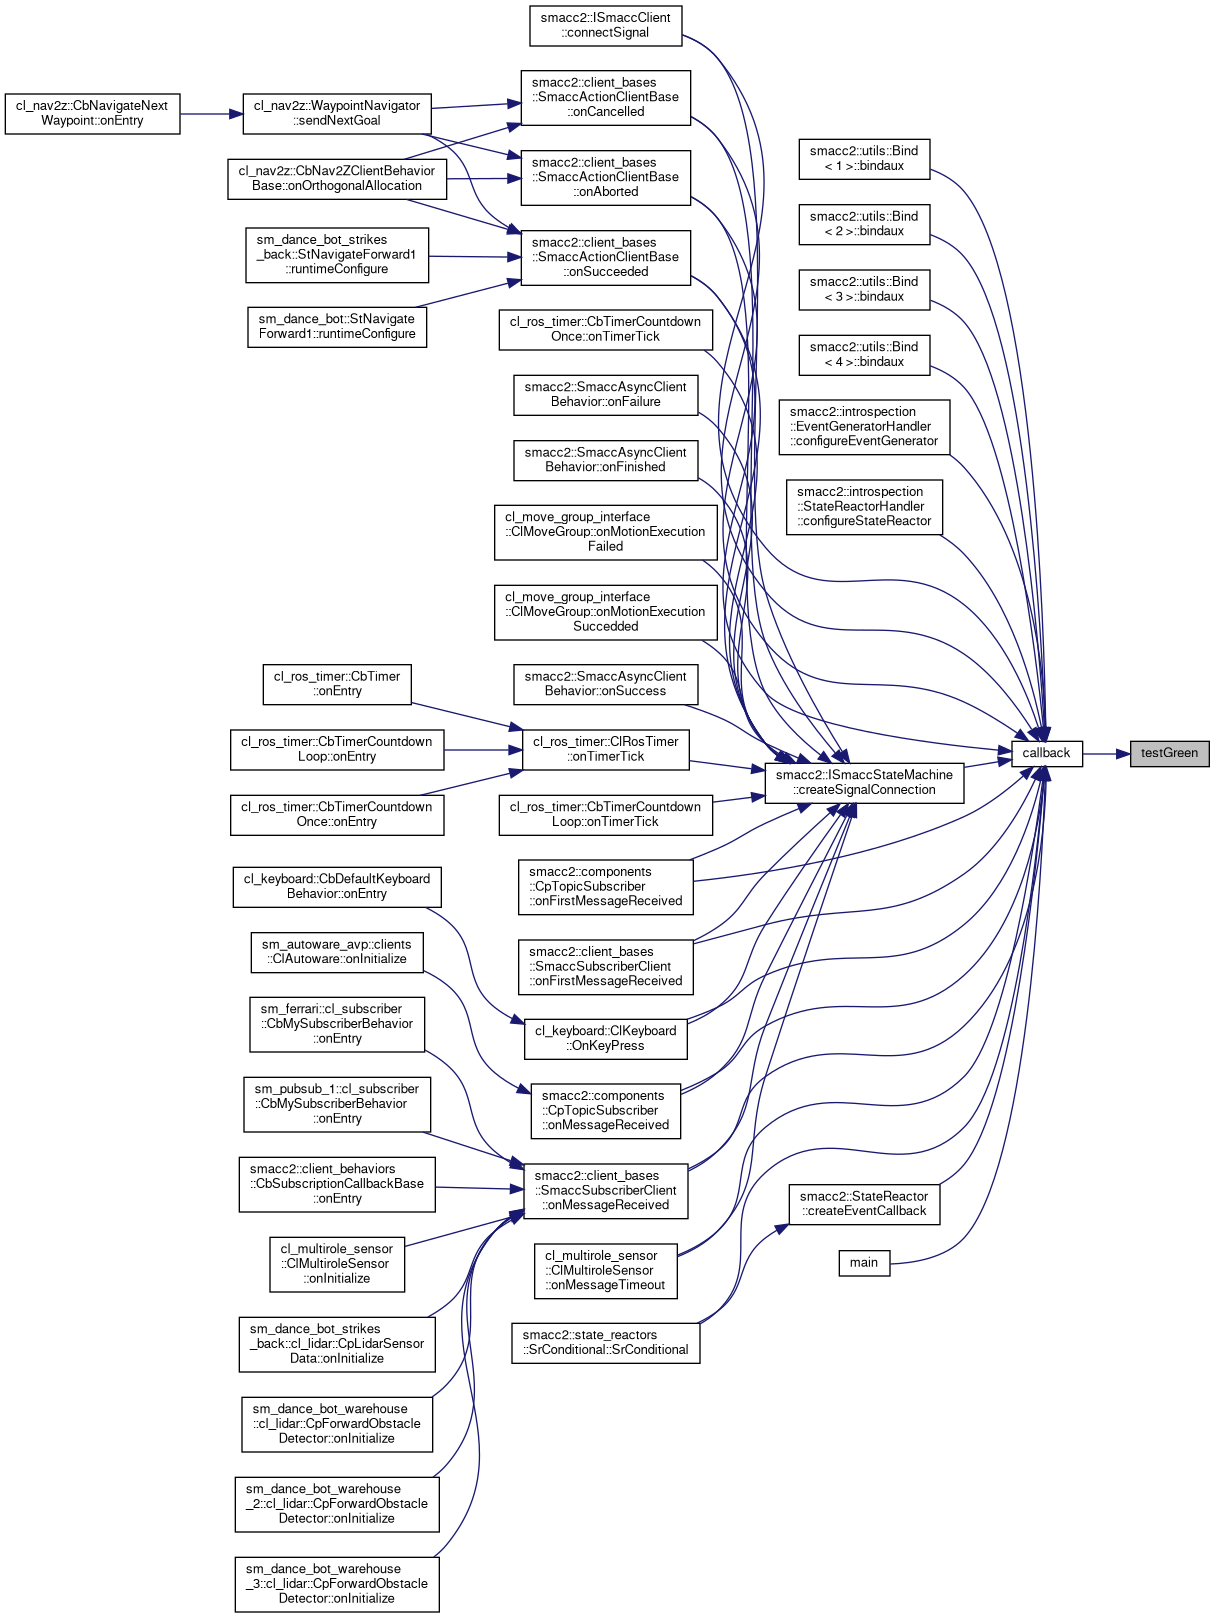 smacc2::ISmaccClient
::connectSignal
smacc2::client_bases
::SmaccActionClientBase
::onCancelled
cl_nav2z::CbNavigateNext
Waypoint::onEntry
cl_nav2z::WaypointNavigator
::sendNextGoal
smacc2::client_bases
::SmaccActionClientBase
::onAborted
cl_nav2z::CbNav2ZClientBehavior
Base::onOrthogonalAllocation
smacc2::client_bases
::SmaccActionClientBase
::onSucceeded
sm_dance_bot_strikes
_back::StNavigateForward1
::runtimeConfigure
sm_dance_bot::StNavigate
Forward1::runtimeConfigure
cl_ros_timer::CbTimerCountdown
Once::onTimerTick
smacc2::SmaccAsyncClient
Behavior::onFailure
smacc2::SmaccAsyncClient
Behavior::onFinished
cl_move_group_interface
::ClMoveGroup::onMotionExecution
Failed
cl_move_group_interface
::ClMoveGroup::onMotionExecution
Succedded
smacc2::SmaccAsyncClient
Behavior::onSuccess
cl_ros_timer::CbTimer
::onEntry
cl_ros_timer::CbTimerCountdown
Loop::onEntry
cl_ros_timer::CbTimerCountdown
Once::onEntry
cl_ros_timer::ClRosTimer
::onTimerTick
cl_ros_timer::CbTimerCountdown
Loop::onTimerTick
smacc2::components
::CpTopicSubscriber
::onFirstMessageReceived
smacc2::client_bases
::SmaccSubscriberClient
::onFirstMessageReceived
cl_keyboard::CbDefaultKeyboard
Behavior::onEntry
cl_keyboard::ClKeyboard
::OnKeyPress
sm_autoware_avp::clients
::ClAutoware::onInitialize
smacc2::components
::CpTopicSubscriber
::onMessageReceived
sm_ferrari::cl_subscriber
::CbMySubscriberBehavior
::onEntry
sm_pubsub_1::cl_subscriber
::CbMySubscriberBehavior
::onEntry
smacc2::client_behaviors
::CbSubscriptionCallbackBase
::onEntry
smacc2::client_bases
::SmaccSubscriberClient
::onMessageReceived
cl_multirole_sensor
::ClMultiroleSensor
::onInitialize
cl_multirole_sensor
::ClMultiroleSensor
::onMessageTimeout
sm_dance_bot_strikes
_back::cl_lidar::CpLidarSensor
Data::onInitialize
smacc2::state_reactors
::SrConditional::SrConditional
sm_dance_bot_warehouse
::cl_lidar::CpForwardObstacle
Detector::onInitialize
sm_dance_bot_warehouse
_2::cl_lidar::CpForwardObstacle
Detector::onInitialize
sm_dance_bot_warehouse
_3::cl_lidar::CpForwardObstacle
Detector::onInitialize
smacc2::utils::Bind
< 1 >::bindaux
smacc2::utils::Bind
< 2 >::bindaux
smacc2::utils::Bind
< 3 >::bindaux
smacc2::utils::Bind
< 4 >::bindaux
smacc2::introspection
::EventGeneratorHandler
::configureEventGenerator
smacc2::introspection
::StateReactorHandler
::configureStateReactor
smacc2::ISmaccStateMachine
::createSignalConnection
callback
testGreen
smacc2::StateReactor
::createEventCallback
main